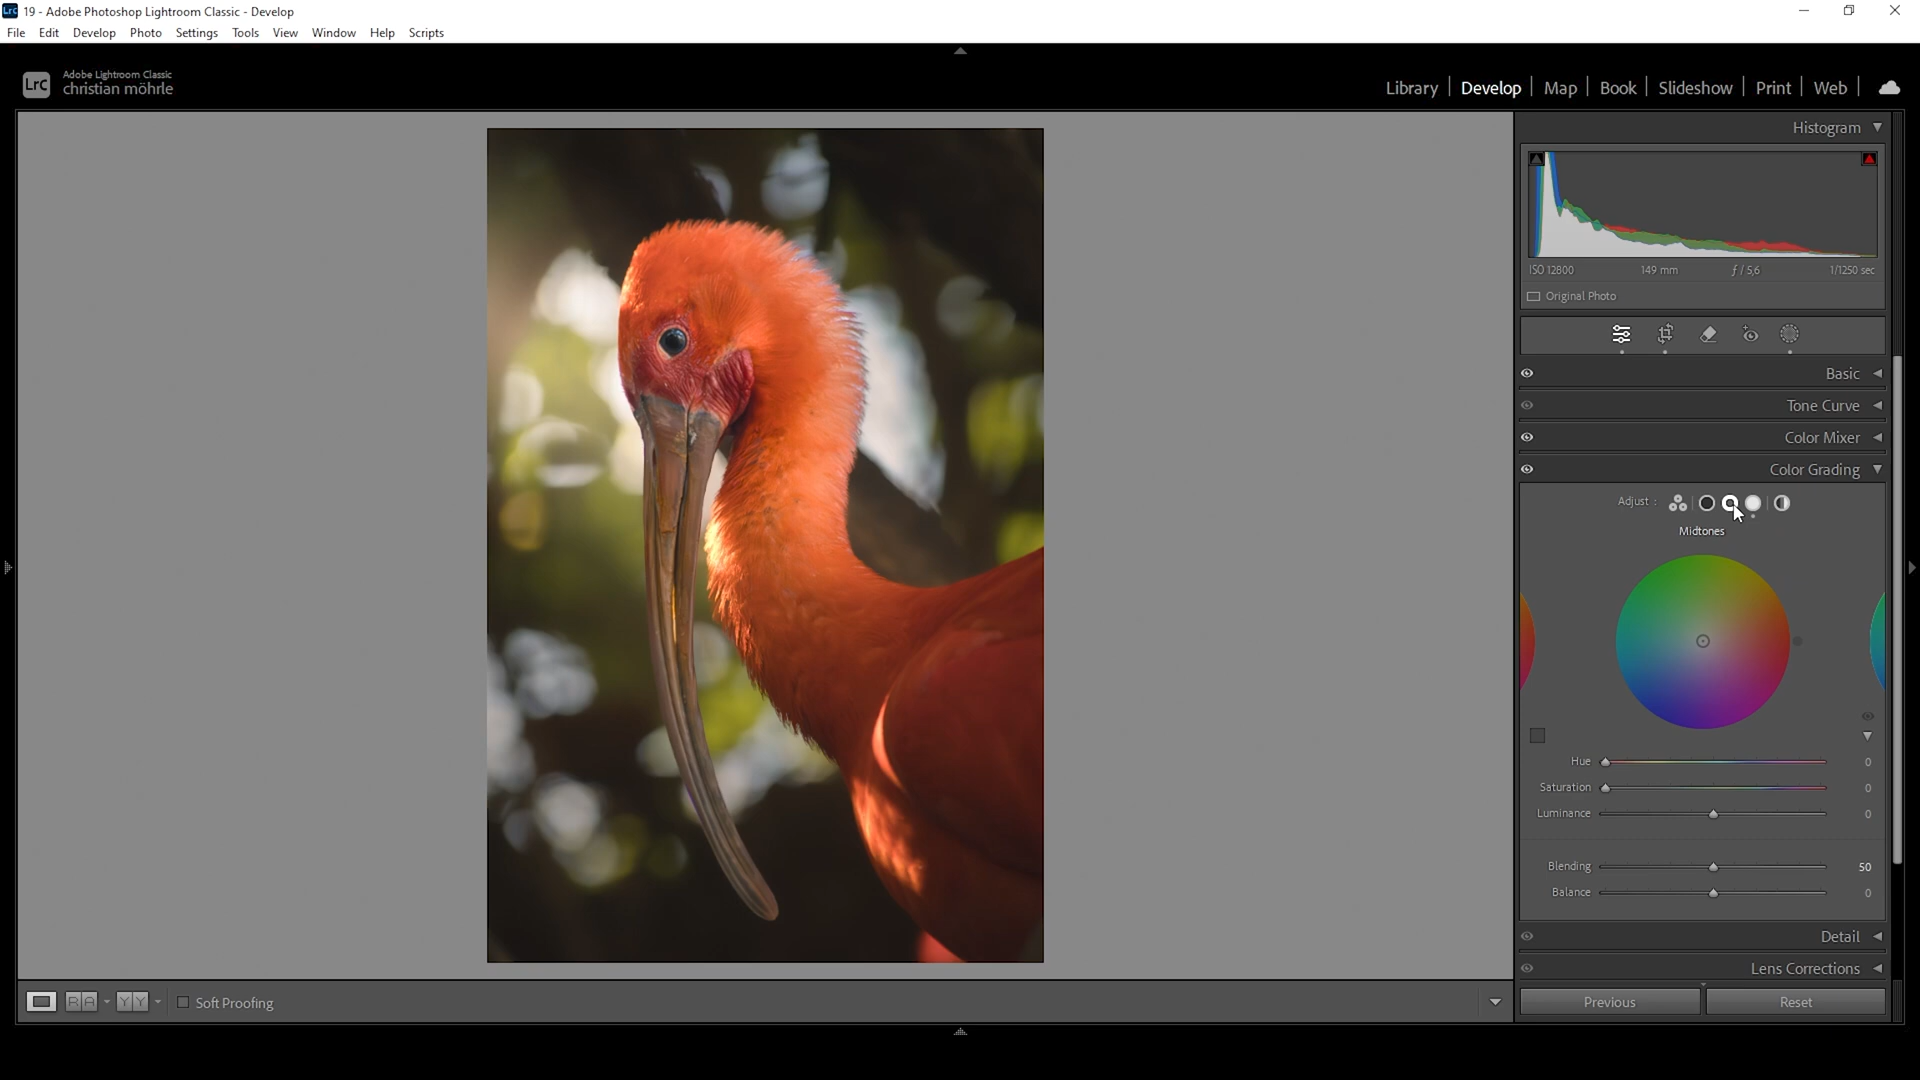 Lrc 19 - Adobe Photoshop Lightroom Classic - Develop
File Edit Develop Photo Settings Tools View Window Help Scripts
LrC
Adobe Lightroom Classic
christian möhrle
Library Develop Map Book Slideshow Print Web
Histogram
ISO 12800 149 mm ƒ / 5,6 1/1250 sec
Original Photo
Basic
Tone Curve
Color Mixer
Color Grading
Adjust :
Midtones
Hue 0
Saturation 0
Luminance 0
Blending 50
Balance 0
Detail
Lens Corrections
R A Y Y Soft Proofing
Previous Reset